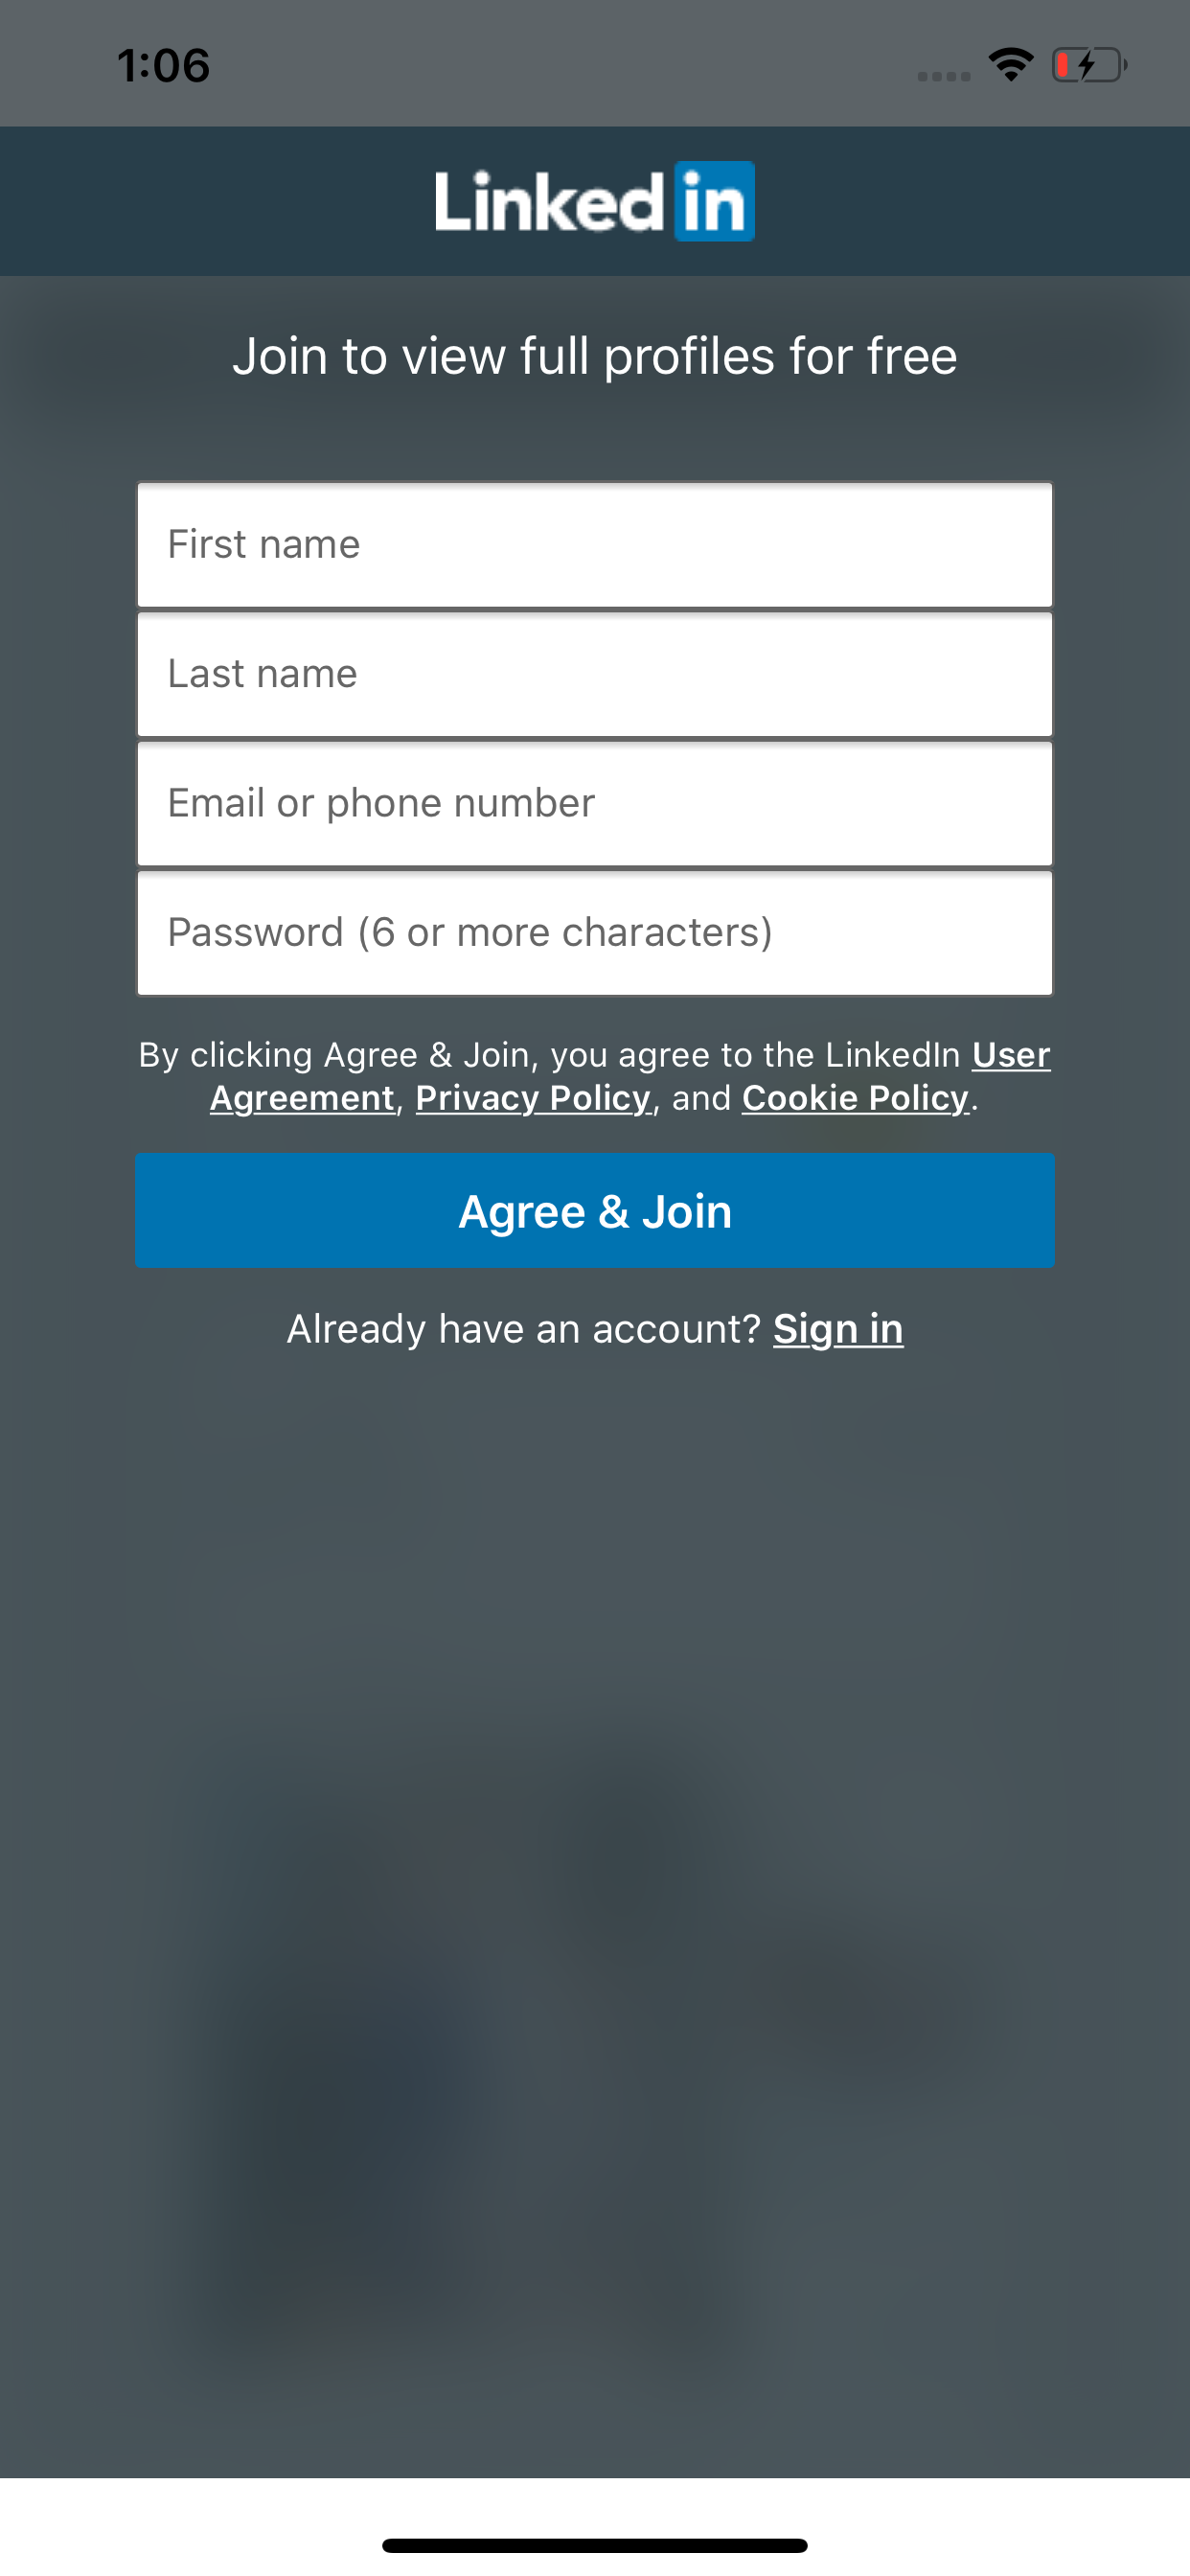 1:06
Linked in
Join to view full profiles for free
First name
Last name
Email or phone number
Password (6 or more characters)
By clicking Agree & Join, you agree to the LinkedIn User
Agreement, Privacy Policy, and Cookie Policy.
Agree & Join
Already have an account? Sign in